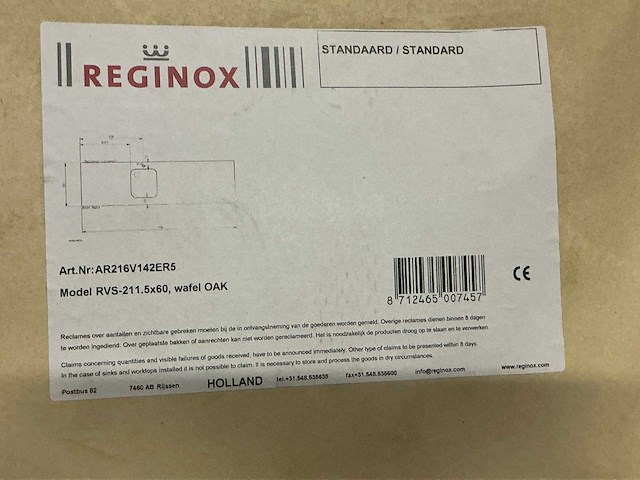 REGINOX
STANDAARD / STANDARD
Art.Nr: AR216V142ER5
Model RVS-211.5x60, wafel OAK
8 712465 007457
CE
Reclames over aantallen en zichtbare gebreken moeten bij de in ontvangstneming van de goederen worden gemeld. Overige reclames dienen binnen 8 dagen
te worden ingediend. Over geplaatste bakken of aanrechten kan niet worden gereclameerd. Het is noodzakelijk de producten droog op te slaan en te verwerken.
Claims concerning quantities and visible failures of goods received, have to be announced immediately. Other type of claims to be presented within 8 days.
In the case of sinks and worktops installed it is not possible to claim. It is necessary to store and process the goods in dry circumstances.
Postbus 82 7460 AB Rijssen HOLLAND tel.+31.548.535635 fax+31.548.535600 info@reginox.com www.reginox.com